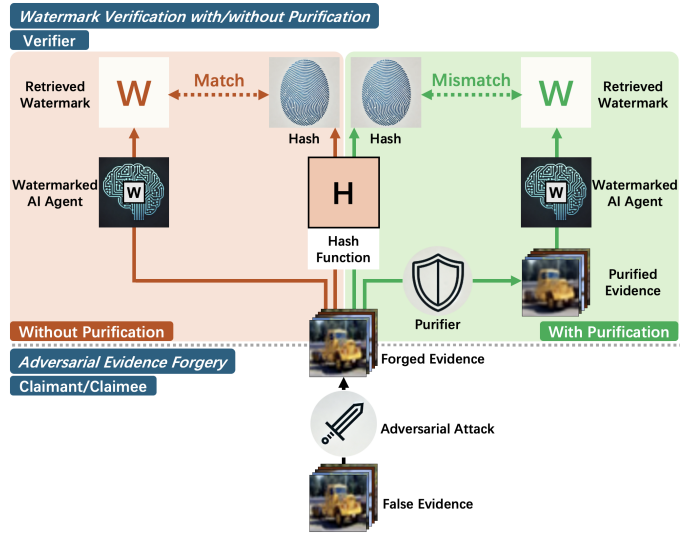 Watermark Verification with/without Purification
Verifier
Retrieved
Watermark
W
Match
Hash
Hash
Mismatch
W
Retrieved
Watermark
Watermarked
AI Agent
W
H
Hash
Function
W
Watermarked
AI Agent
Purifier
Purified
Evidence
Without Purification
With Purification
Adversarial Evidence Forgery
Claimant/Claimee
Forged Evidence
Adversarial Attack
False Evidence